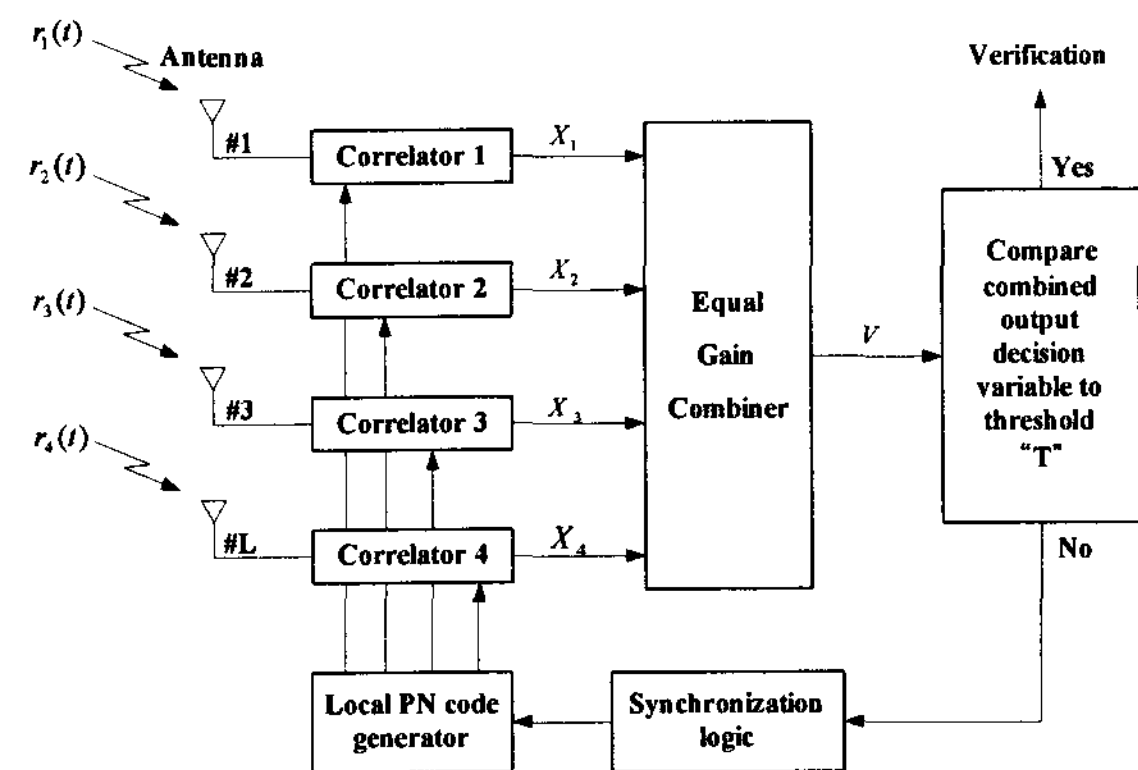 r₁(t)
Antenna
Verification
#1
Correlator 1
X₁
Yes
r₂(t)
#2
Correlator 2
X₂
Equal
Gain
Combiner
V
Compare
combined
output
decision
variable to
threshold
"T"
r₃(t)
#3
Correlator 3
X₃
r₄(t)
#L
Correlator 4
X₄
No
Local PN code
generator
Synchronization
logic